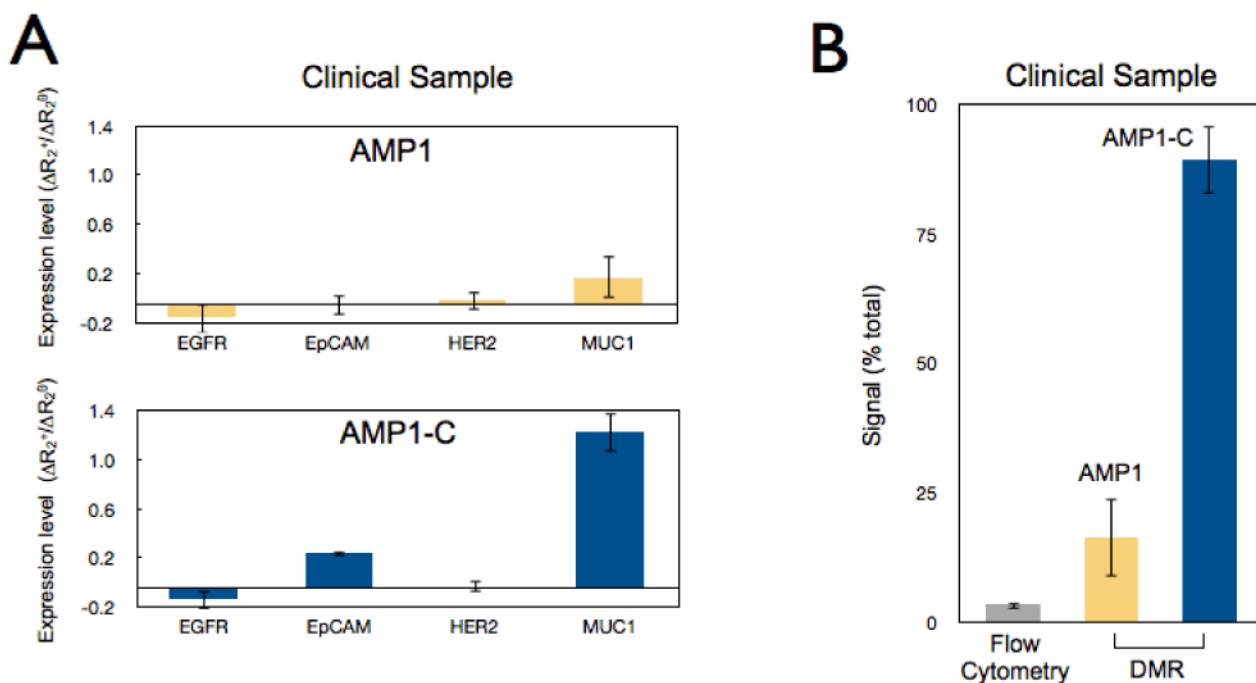 A
Clinical Sample
Expression level (ΔR₂⁺/ΔR₂ᶿ)
1.4
1.0
0.6
0.2
-0.2
AMP1
EGFR EpCAM HER2 MUC1
Expression level (ΔR₂⁺/ΔR₂ᶿ)
1.4
1.0
0.6
0.2
-0.2
AMP1-C
EGFR EpCAM HER2 MUC1
B
Clinical Sample
Signal (% total)
100
75
50
25
0
AMP1-C
AMP1
Flow
Cytometry
DMR